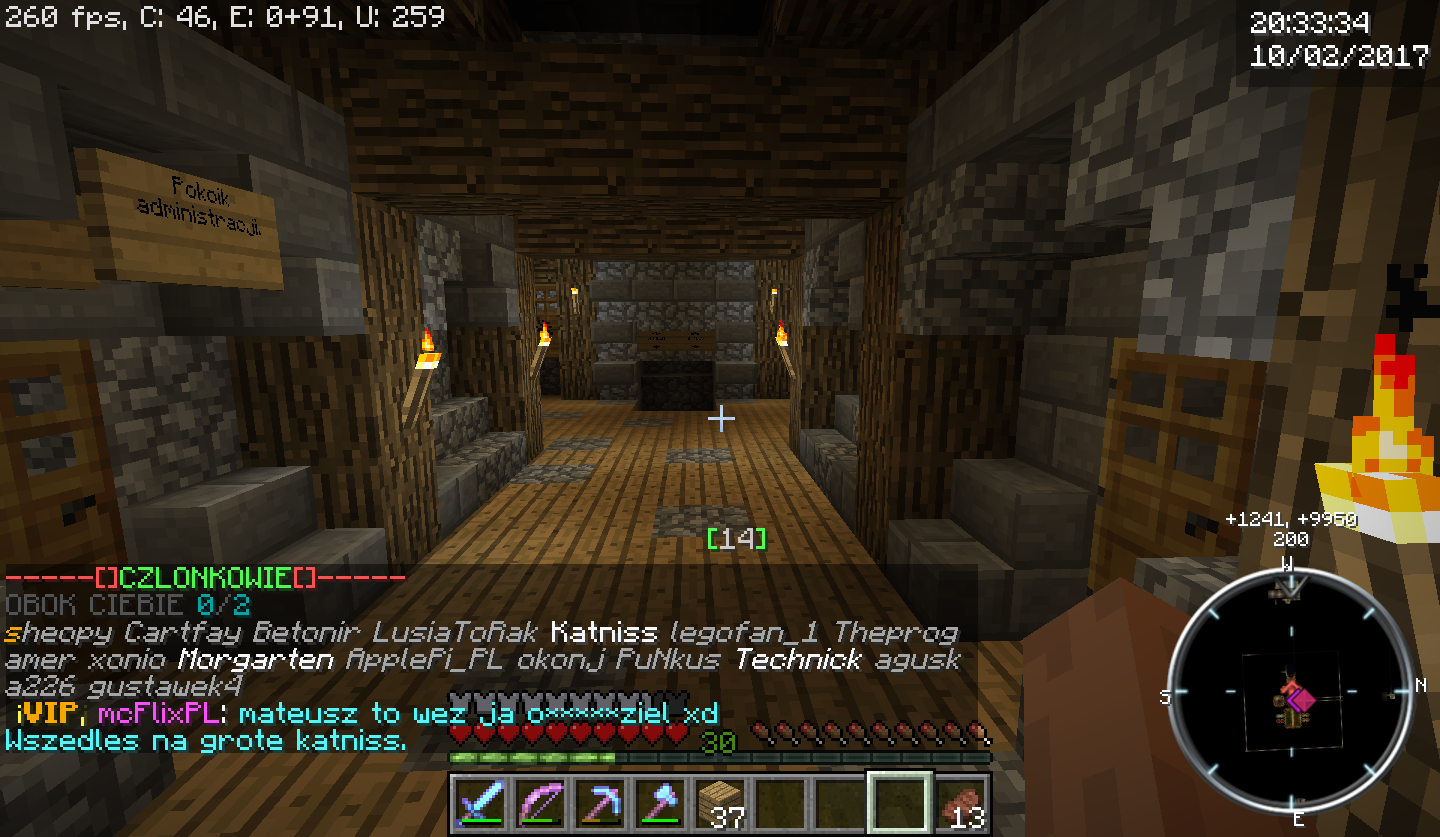 260 fps, C: 46, E: 0+91, U: 259
20:33:34
10/02/2017
Pokoik
administracji.
[14]
+1241, +9950
200
W
S
N
E
-----[]CZLONKOWIE[]-----
OBOK CIEBIE 0/2
sheopy Cartfay Betonir LusiaToRak Katniss legofan_1 Theprog
amer xonio Morgarten ApplePi_PL okonj FuNkus Technick agusk
a226 gustawek4
iVIP; mcFlixPL: mateusz to wez ja o×××××ziel xd
Wszedles na grote katniss.
30
37
13